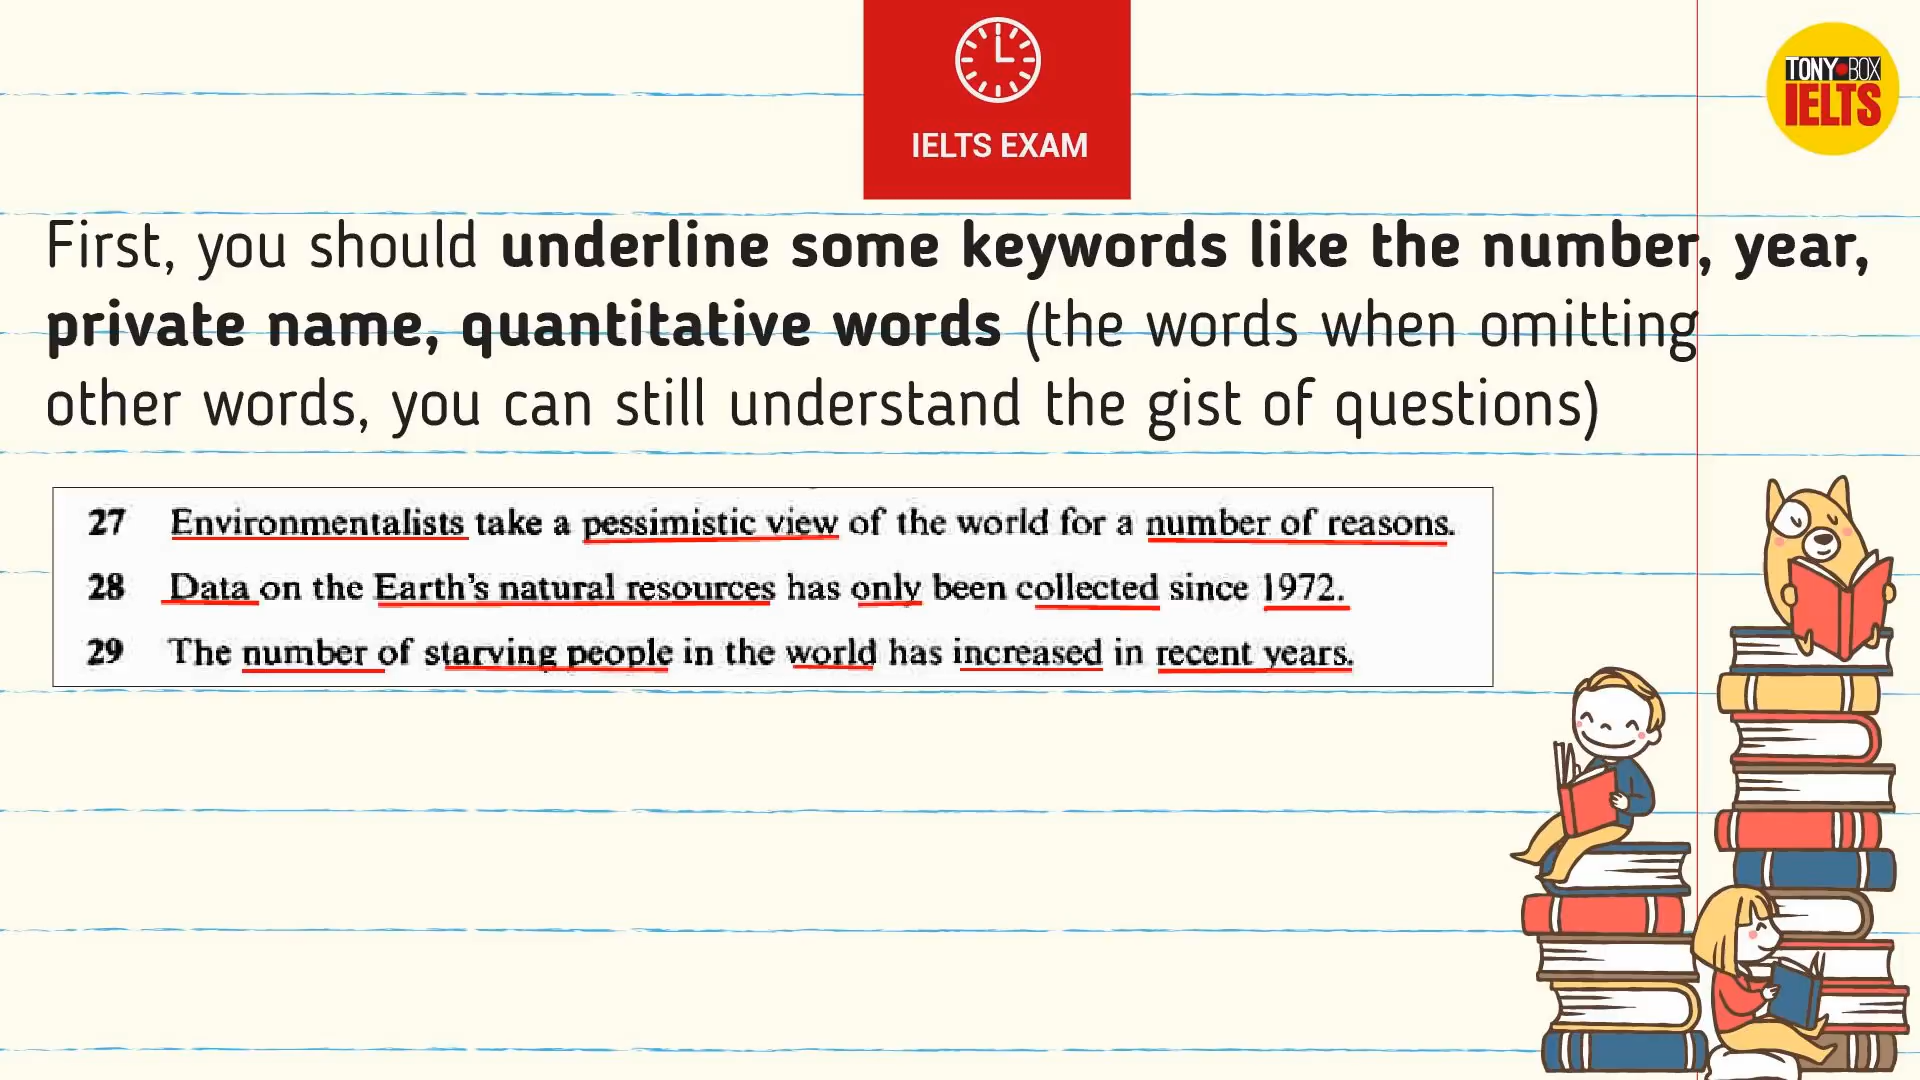 IELTS EXAM
TONY BOX
IELTS
First, you should underline some keywords like the number, year,
private name, quantitative words (the words when omitting
other words, you can still understand the gist of questions)
27 Environmentalists take a pessimistic view of the world for a number of reasons.
28 Data on the Earth's natural resources has only been collected since 1972.
29 The number of starving people in the world has increased in recent years.